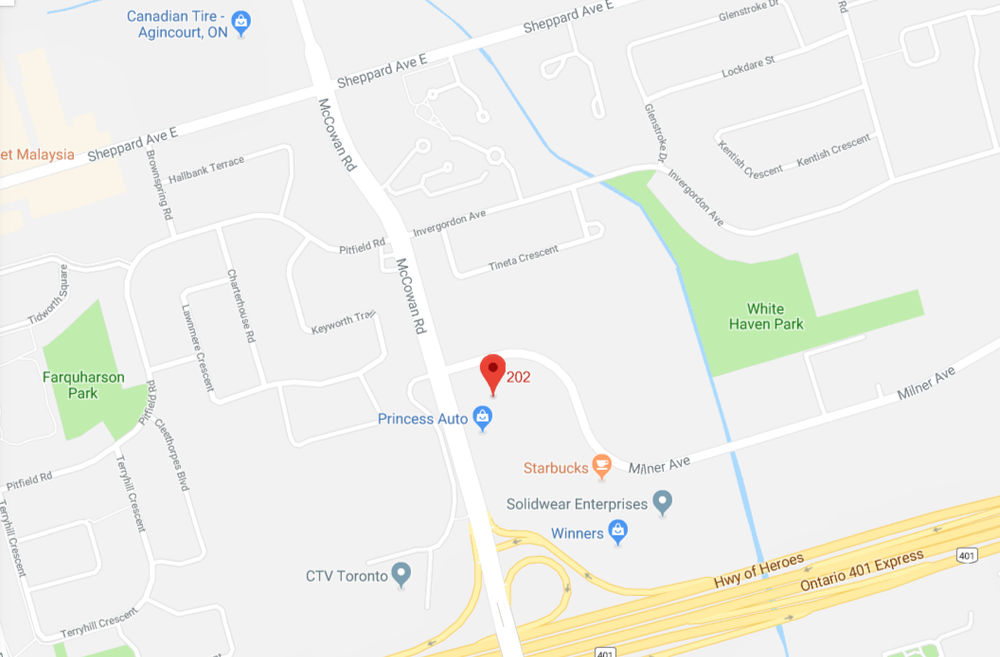 Canadian Tire -
Agincourt, ON
Sheppard Ave E
Glenstroke Dr
Rd
Sheppard Ave E
Lockdare St
McCowan Rd
Glenstroke Dr
Sheppard Ave E
et Malaysia
Brownspring Rd
Hallbank Terrace
Kentish Crescent
Kentish Crescent
Invergordon Ave
Invergordon Ave
Pitfield Rd
Tineta Crescent
McCowan Rd
Tidworth Square
Charterhouse Rd
Lawnmere Crescent
Keyworth Trail
White
Haven Park
Farquharson
Park
202
Milner Ave
Pitfield Rd
Princess Auto
Cleethorpes Blvd
Starbucks
Milner Ave
Pitfield Rd
Terryhill Crescent
Terryhill Crescent
Solidwear Enterprises
Winners
CTV Toronto
Hwy of Heroes
Ontario 401 Express
401
Terryhill Crescent
401